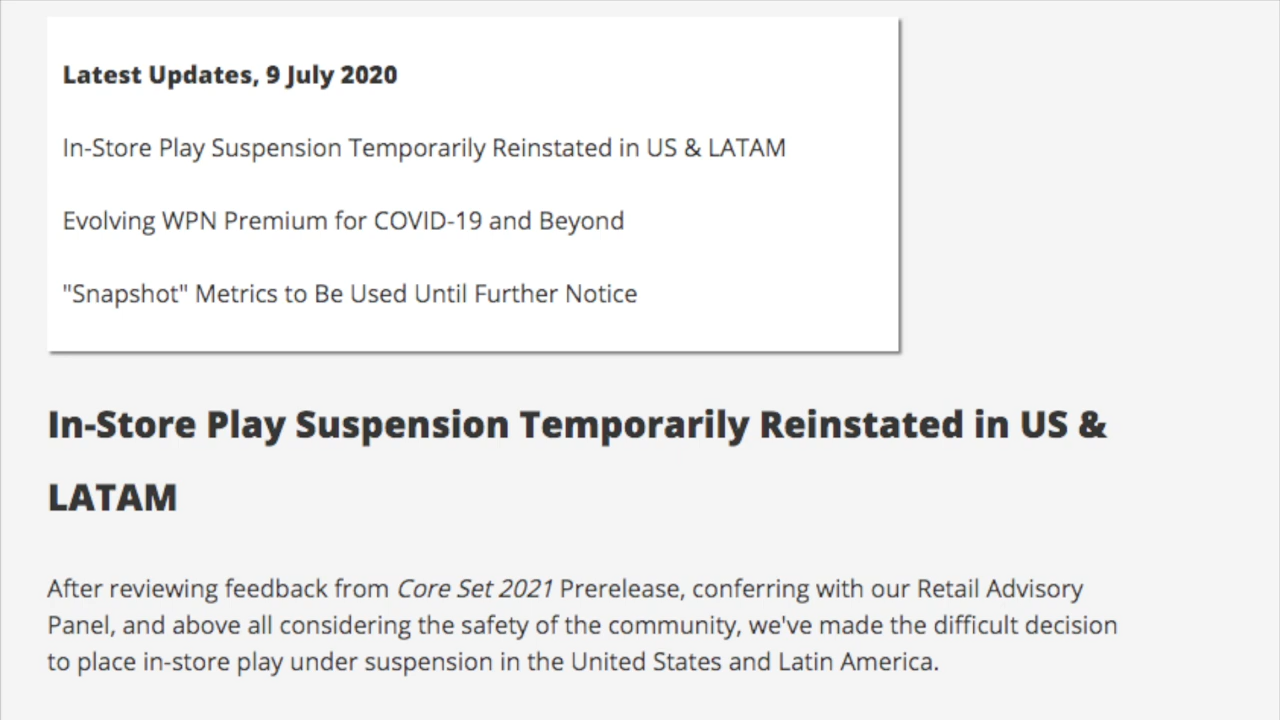 Latest Updates, 9 July 2020
In-Store Play Suspension Temporarily Reinstated in US & LATAM
Evolving WPN Premium for COVID-19 and Beyond
"Snapshot" Metrics to Be Used Until Further Notice
In-Store Play Suspension Temporarily Reinstated in US &
LATAM
After reviewing feedback from Core Set 2021 Prerelease, conferring with our Retail Advisory
Panel, and above all considering the safety of the community, we've made the difficult decision
to place in-store play under suspension in the United States and Latin America.